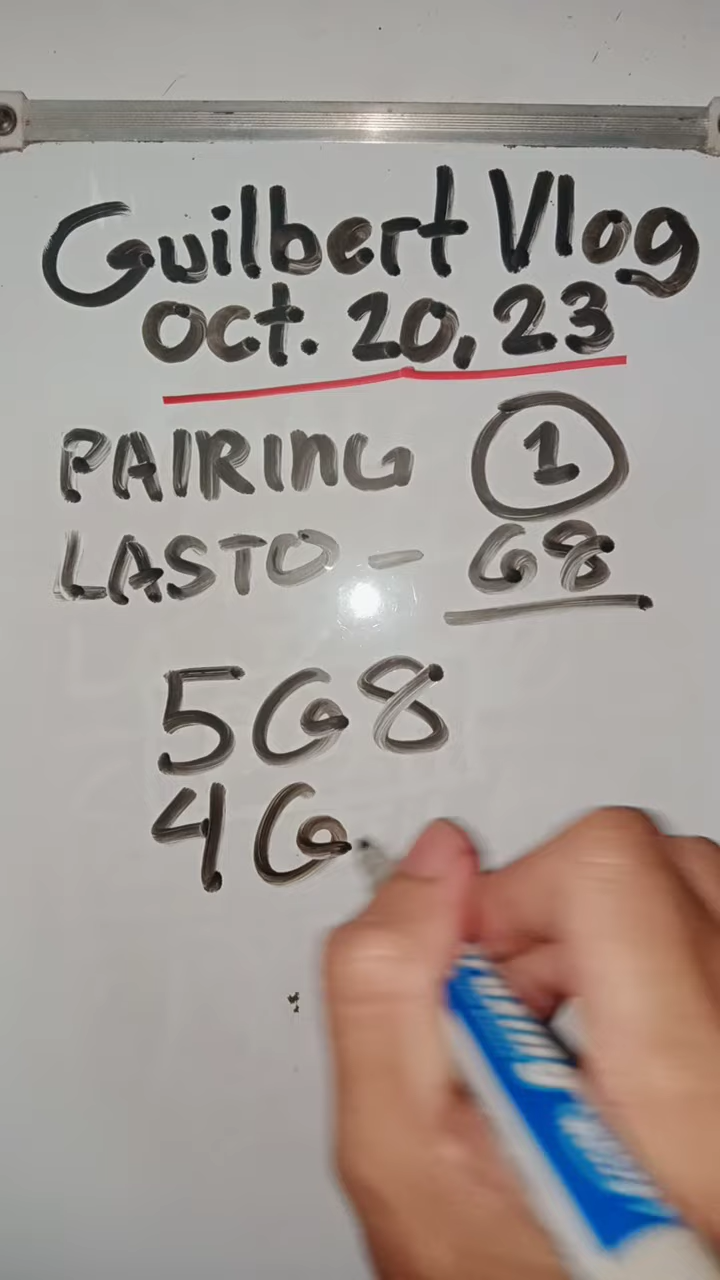 Guilbert Vlog
Oct. 20, 23
PAIRING 1
LASTO - 68
568
46